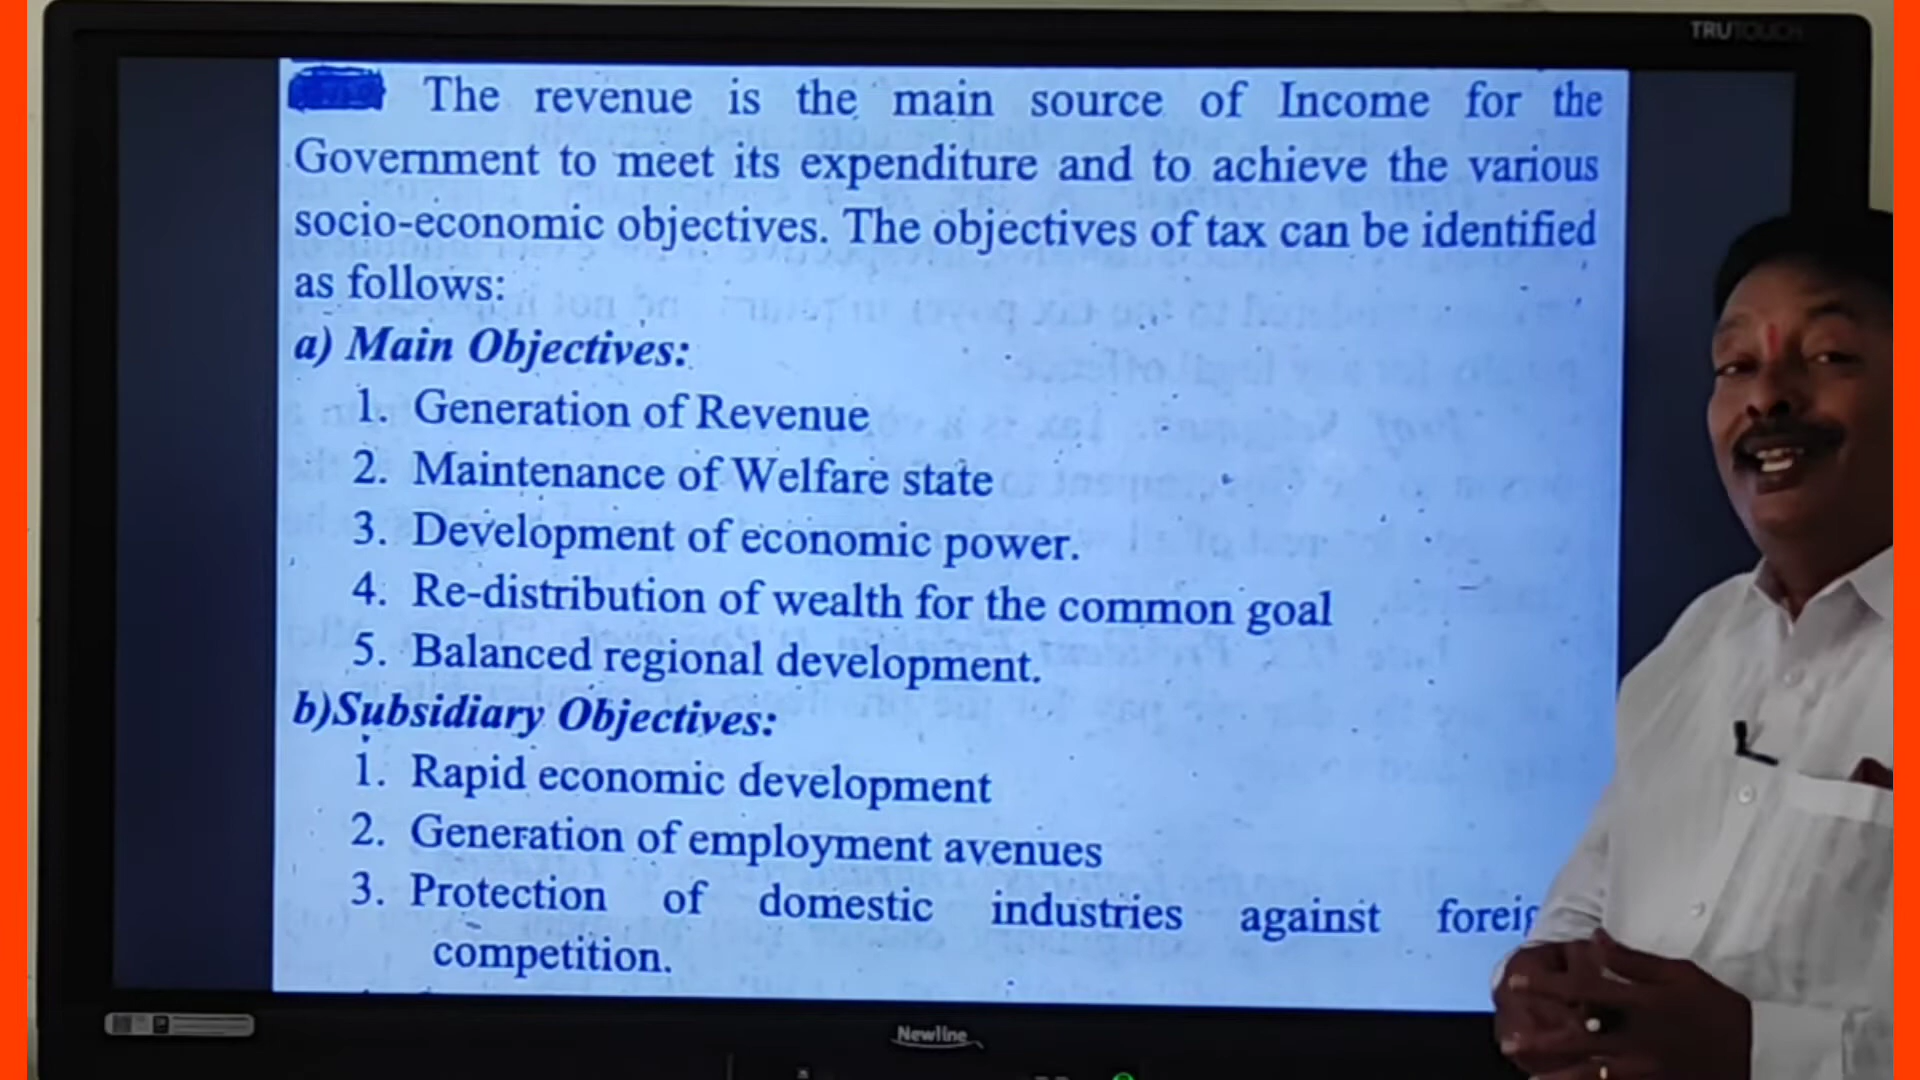 TRUTOUCH
The revenue is the main source of Income for the
Government to meet its expenditure and to achieve the various
socio-economic objectives. The objectives of tax can be identified
as follows:
a) Main Objectives:
1. Generation of Revenue
2. Maintenance of Welfare state
3. Development of economic power.
4. Re-distribution of wealth for the common goal
5. Balanced regional development.
b)Subsidiary Objectives:
1. Rapid economic development
2. Generation of employment avenues
3. Protection of domestic industries against
competition.
Newline